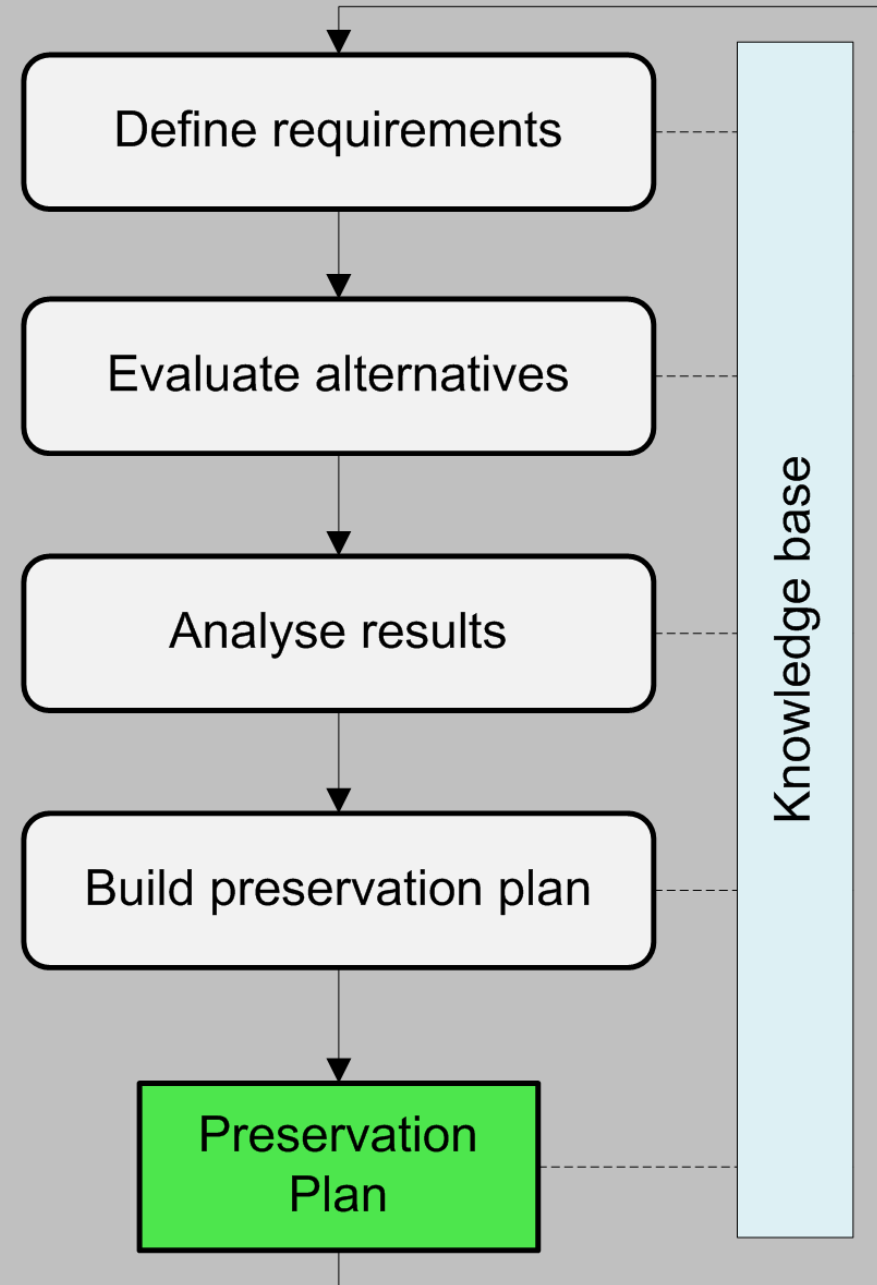 Define requirements
Evaluate alternatives
Analyse results
Build preservation plan
Preservation
Plan
Knowledge base